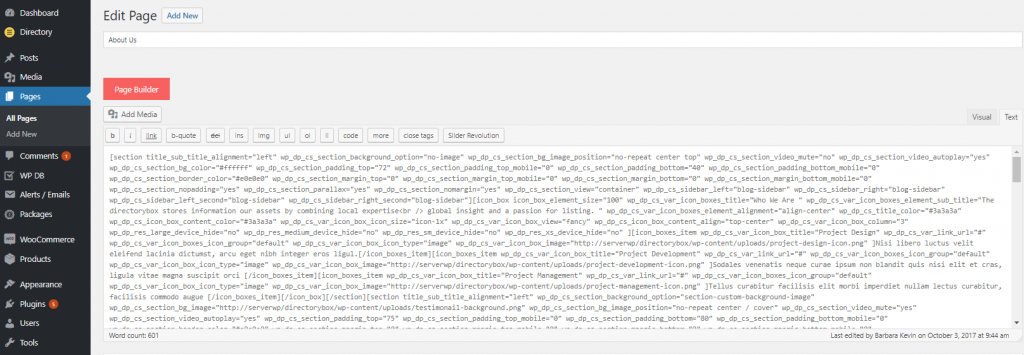 Dashboard
Directory
Posts
Media
Pages
All Pages
Add New
Comments 1
WP DB
Alerts / Emails
Packages
WooCommerce
Products
Appearance
Plugins 5
Users
Tools
Edit Page Add New
About Us
Page Builder
Add Media
Visual Text
b i link b-quote del ins img ul ol li code more close tags Slider Revolution
[section title_sub_title_alignment="left" wp_dp_cs_section_background_option="no-image" wp_dp_cs_section_bg_image_position="no-repeat center top" wp_dp_cs_section_video_mute="no" wp_dp_cs_section_video_autoplay="yes"
wp_dp_cs_section_bg_color="#ffffff" wp_dp_cs_section_padding_top="72" wp_dp_cs_section_padding_top_mobile="0" wp_dp_cs_section_padding_bottom="40" wp_dp_cs_section_padding_bottom_mobile="0"
wp_dp_cs_section_border_color="#e0e0e0" wp_dp_cs_section_margin_top="0" wp_dp_cs_section_margin_top_mobile="0" wp_dp_cs_section_margin_bottom="0" wp_dp_cs_section_margin_bottom_mobile="0"
wp_dp_cs_section_nopadding="yes" wp_dp_cs_section_parallax="yes" wp_dp_cs_section_nomargin="yes" wp_dp_cs_section_view="container" wp_dp_cs_sidebar_left="blog-sidebar" wp_dp_cs_sidebar_right="blog-sidebar"
wp_dp_cs_sidebar_left_second="blog-sidebar" wp_dp_cs_sidebar_right_second="blog-sidebar"][icon_box icon_box_element_size="100" wp_dp_cs_var_icon_boxes_title="Who We Are " wp_dp_cs_var_icon_boxes_element_sub_title="The
directorybox stores information our assets by combining local expertise<br /> global insight and a passion for listing. " wp_dp_cs_var_icon_boxes_element_alignment="align-center" wp_dp_cs_title_color="#3a3a3a"
wp_dp_cs_icon_box_content_color="#3a3a3a" wp_dp_cs_var_icon_box_icon_size="icon-1x" wp_dp_cs_var_icon_box_view="fancy" wp_dp_cs_icon_box_content_align="top-center" wp_dp_cs_var_icon_box_column="3"
wp_dp_res_large_device_hide="no" wp_dp_res_medium_device_hide="no" wp_dp_res_sm_device_hide="no" wp_dp_res_xs_device_hide="no" ][icon_boxes_item wp_dp_cs_var_icon_box_title="Project Design" wp_dp_cs_var_link_url="#"
wp_dp_cs_var_icon_boxes_icon_group="default" wp_dp_cs_var_icon_box_icon_type="image" wp_dp_cs_var_icon_box_image="http://serverwp/directorybox/wp-content/uploads/project-design-icon.png" ]Nisi libero luctus velit
eleifend lacinia dictumst, arcu eget nibh integer eros ligul.[/icon_boxes_item][icon_boxes_item wp_dp_cs_var_icon_box_title="Project Development" wp_dp_cs_var_link_url="#" wp_dp_cs_var_icon_boxes_icon_group="default"
wp_dp_cs_var_icon_box_icon_type="image" wp_dp_cs_var_icon_box_image="http://serverwp/directorybox/wp-content/uploads/project-development-icon.png" ]Sodales venenatis neque curae ipsum non blandit quis nisi elit et cras,
ligula vitae magna suscipit orci [/icon_boxes_item][icon_boxes_item wp_dp_cs_var_icon_box_title="Project Management" wp_dp_cs_var_link_url="#" wp_dp_cs_var_icon_boxes_icon_group="default"
wp_dp_cs_var_icon_box_icon_type="image" wp_dp_cs_var_icon_box_image="http://serverwp/directorybox/wp-content/uploads/project-management-icon.png" ]Tellus curabitur facilisis elit morbi imperdiet nullam lectus curabitur,
facilisis commodo augue [/icon_boxes_item][/icon_box][/section][section title_sub_title_alignment="left" wp_dp_cs_section_background_option="section-custom-background-image"
wp_dp_cs_section_bg_image="http://serverwp/directorybox/wp-content/uploads/testimonail-background.png" wp_dp_cs_section_bg_image_position="no-repeat center / cover" wp_dp_cs_section_video_mute="yes"
wp_dp_cs_section_video_autoplay="yes" wp_dp_cs_section_padding_top="75" wp_dp_cs_section_padding_top_mobile="0" wp_dp_cs_section_padding_bottom="80" wp_dp_cs_section_padding_bottom_mobile="0"
Word count: 601
Last edited by Barbara Kevin on October 3, 2017 at 9:44 am